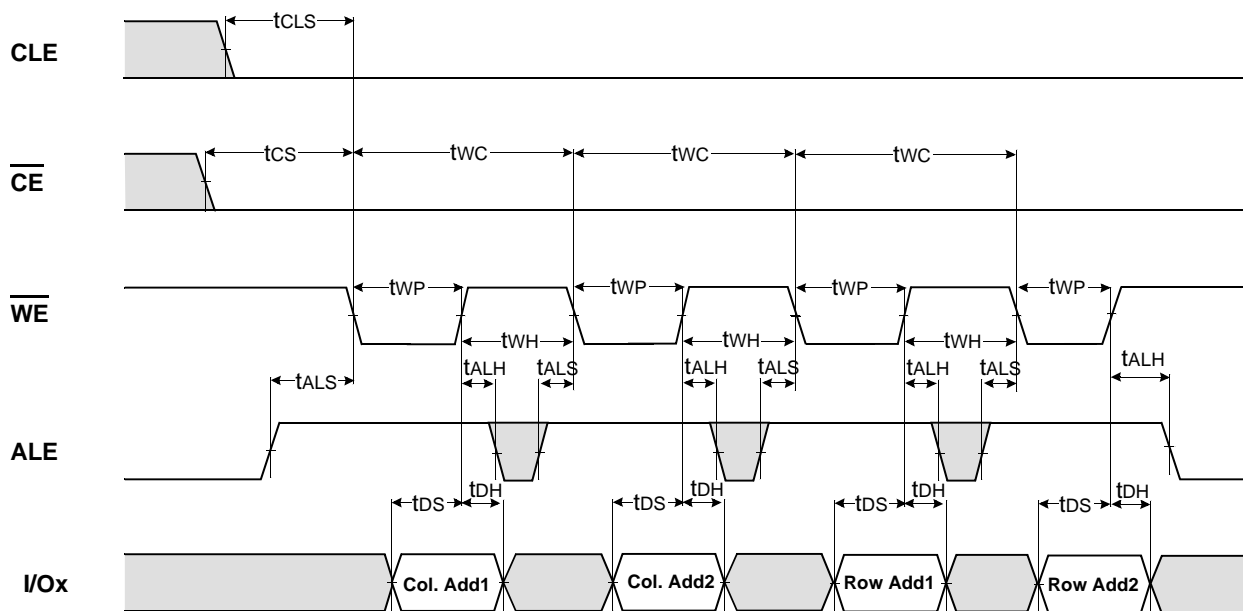 tCLS
CLE
tCS tWC tWC tWC
CE
WE
tWP tWP tWP tWP
tWH tWH tWH
tALH tALS tALH tALS tALH tALS tALH
tALS
ALE
tDS tDH tDS tDH tDS tDH tDS tDH
I/Ox
Col. Add1 Col. Add2 Row Add1 Row Add2